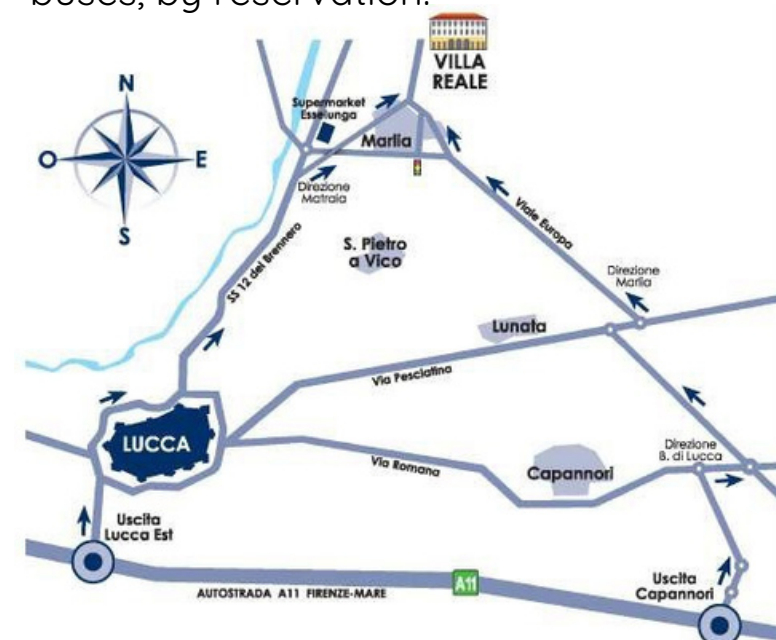 buses, by reservation.
VILLA
REALE
N
O
E
S
Supermarket
Esselunga
Marlia
Direzione
Matraia
S. Pietro
a Vico
SS 12 del Brennero
Viale Europa
Direzione
Marlia
Lunata
Via Pesciatina
LUCCA
Via Romana
Capannori
Direzione
B. di Lucca
Uscita
Lucca Est
A11
AUTOSTRADA A11 FIRENZE-MARE
Uscita
Capannori